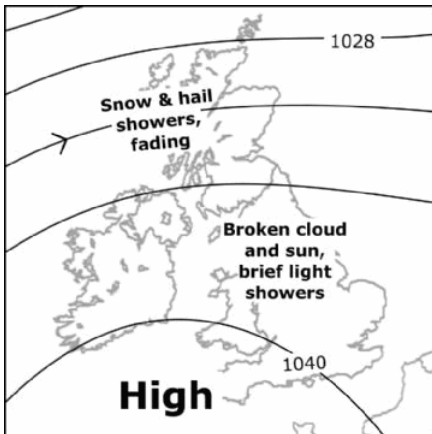 1028
Snow & hail
showers,
fading
Broken cloud
and sun,
brief light
showers
1040
High